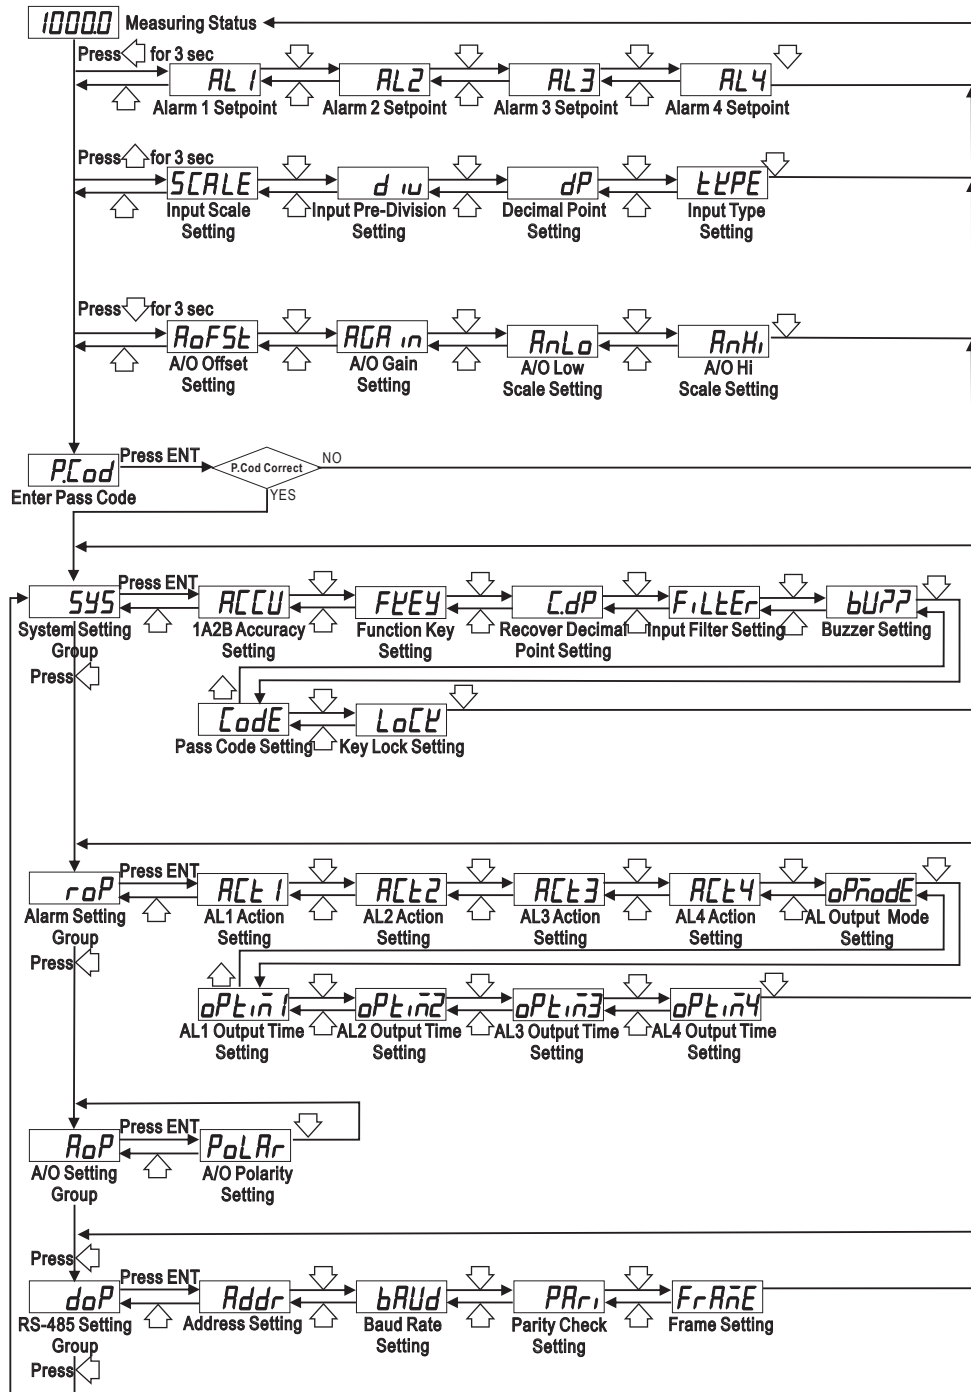 1000.0 Measuring Status
Press for 3 sec
AL1 AL2 AL3 AL4
Alarm 1 Setpoint Alarm 2 Setpoint Alarm 3 Setpoint Alarm 4 Setpoint
Press for 3 sec
SCALE div dP tYPE
Input Scale Input Pre-Division Decimal Point Input Type
Setting Setting Setting Setting
Press for 3 sec
AoFSt AGAin AnLo AnHi
A/O Offset A/O Gain A/O Low A/O Hi
Setting Setting Scale Setting Scale Setting
P.Cod Press ENT P.Cod Correct NO
Enter Pass Code YES
SYS Press ENT ACCU FYEY C.dP FiLtEr bUZZ
System Setting 1A2B Accuracy Function Key Recover Decimal Input Filter Setting Buzzer Setting
Group Setting Setting Point Setting
Press
CodE LoCY
Pass Code Setting Key Lock Setting
roP Press ENT ACt1 ACt2 ACt3 ACt4 oPmodE
Alarm Setting AL1 Action AL2 Action AL3 Action AL4 Action AL Output Mode
Group Setting Setting Setting Setting Setting
Press
oPtim1 oPtim2 oPtim3 oPtim4
AL1 Output Time AL2 Output Time AL3 Output Time AL4 Output Time
Setting Setting Setting Setting
AoP Press ENT PoLAr
A/O Setting A/O Polarity
Group Setting
Press
doP Press ENT Addr bAUd PAri FrAmE
RS-485 Setting Address Setting Baud Rate Parity Check Frame Setting
Group Setting Setting
Press